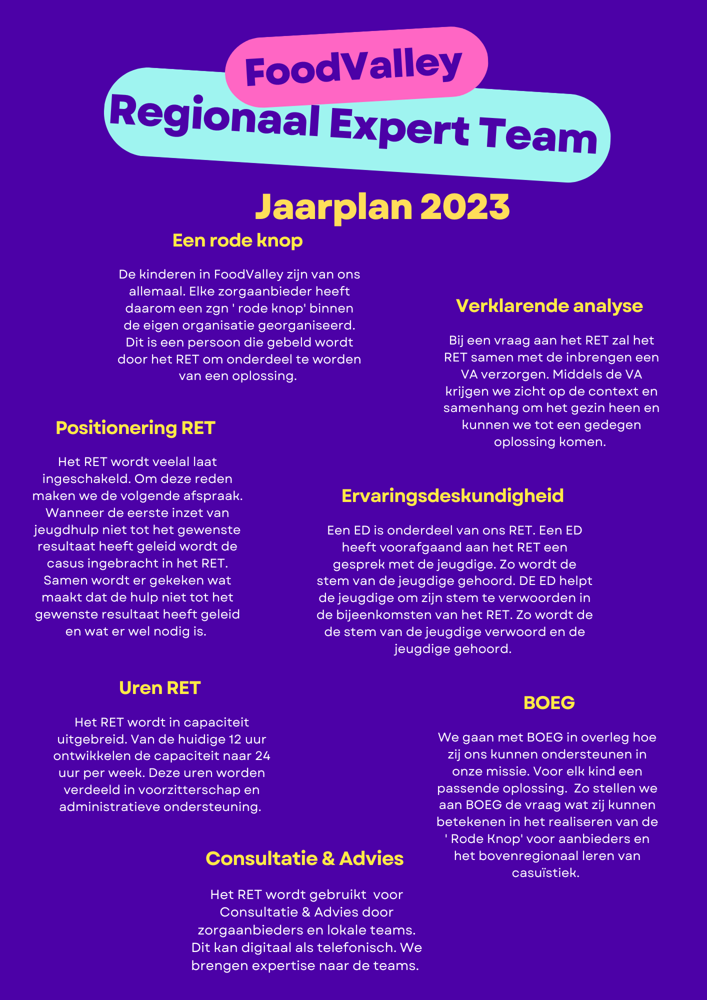 FoodValley
Regionaal Expert Team
Jaarplan 2023
Een rode knop
De kinderen in FoodValley zijn van ons
allemaal. Elke zorgaanbieder heeft
daarom een zgn ' rode knop' binnen
de eigen organisatie georganiseerd.
Dit is een persoon die gebeld wordt
door het RET om onderdeel te worden
van een oplossing.
Verklarende analyse
Bij een vraag aan het RET zal het
RET samen met de inbrengen een
VA verzorgen. Middels de VA
krijgen we zicht op de context en
samenhang om het gezin heen en
kunnen we tot een gedegen
oplossing komen.
Positionering RET
Het RET wordt veelal laat
ingeschakeld. Om deze reden
maken we de volgende afspraak.
Wanneer de eerste inzet van
jeugdhulp niet tot het gewenste
resultaat heeft geleid wordt de
casus ingebracht in het RET.
Samen wordt er gekeken wat
maakt dat de hulp niet tot het
gewenste resultaat heeft geleid
en wat er wel nodig is.
Ervaringsdeskundigheid
Een ED is onderdeel van ons RET. Een ED
heeft voorafgaand aan het RET een
gesprek met de jeugdige. Zo wordt de
stem van de jeugdige gehoord. DE ED helpt
de jeugdige om zijn stem te verwoorden in
de bijeenkomsten van het RET. Zo wordt de
de stem van de jeugdige verwoord en de
jeugdige gehoord.
Uren RET
Het RET wordt in capaciteit
uitgebreid. Van de huidige 12 uur
ontwikkelen de capaciteit naar 24
uur per week. Deze uren worden
verdeeld in voorzitterschap en
administratieve ondersteuning.
BOEG
We gaan met BOEG in overleg hoe
zij ons kunnen ondersteunen in
onze missie. Voor elk kind een
passende oplossing.  Zo stellen we
aan BOEG de vraag wat zij kunnen
betekenen in het realiseren van de
' Rode Knop' voor aanbieders en
het bovenregionaal leren van
casuïstiek.
Consultatie & Advies
Het RET wordt gebruikt  voor
Consultatie & Advies door
zorgaanbieders en lokale teams.
Dit kan digitaal als telefonisch. We
brengen expertise naar de teams.